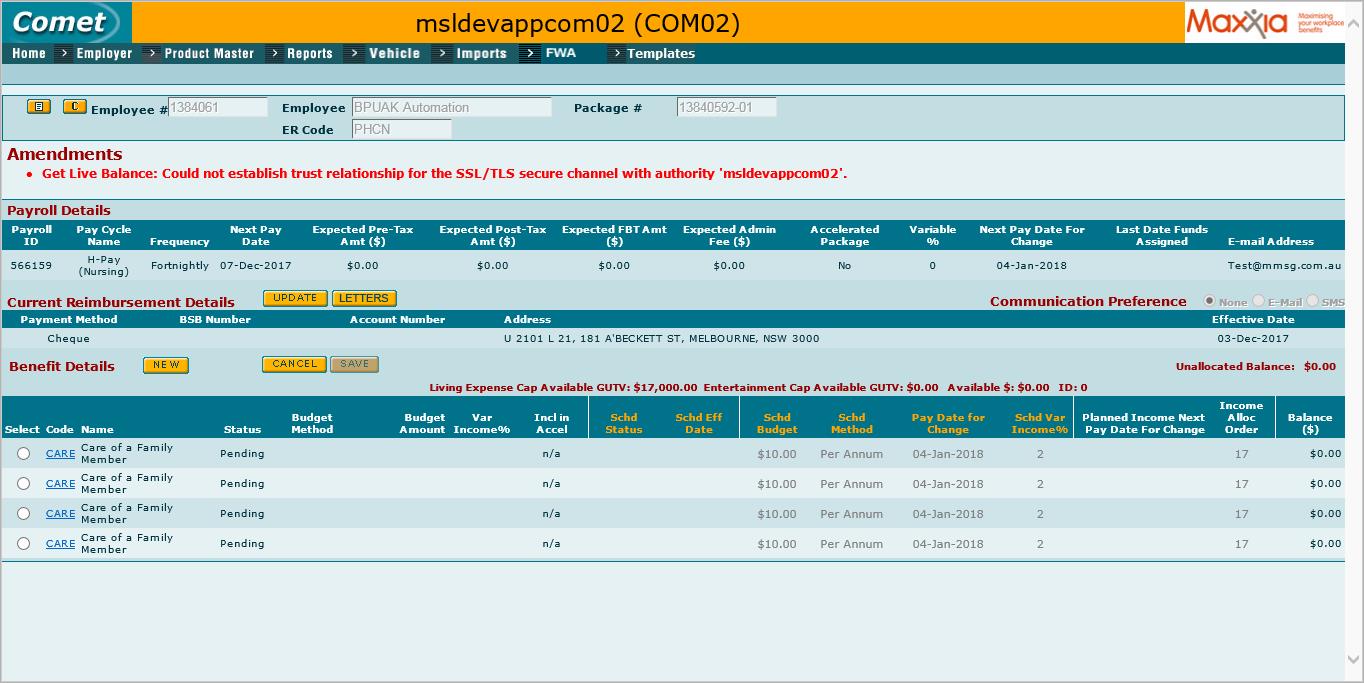 Comet msldevappcom02 (COM02) Maxxia Maximising your workplace benefits
Home > Employer > Product Master > Reports > Vehicle > Imports > FWA > Templates
C Employee # 1384061 Employee BPUAK Automation Package # 13840592-01
ER Code PHCN
Amendments
• Get Live Balance: Could not establish trust relationship for the SSL/TLS secure channel with authority 'msldevappcom02'.
Payroll Details
Payroll ID Pay Cycle Name Frequency Next Pay Date Expected Pre-Tax Amt ($) Expected Post-Tax Amt ($) Expected FBT Amt ($) Expected Admin Fee ($) Accelerated Package Variable % Next Pay Date For Change Last Date Funds Assigned E-mail Address
566159 H-Pay (Nursing) Fortnightly 07-Dec-2017 $0.00 $0.00 $0.00 $0.00 No 0 04-Jan-2018 Test@mmsg.com.au
Current Reimbursement Details UPDATE LETTERS Communication Preference None E-Mail SMS
Payment Method BSB Number Account Number Address Effective Date
Cheque U 2101 L 21, 181 A'BECKETT ST, MELBOURNE, NSW 3000 03-Dec-2017
Benefit Details NEW CANCEL SAVE Unallocated Balance: $0.00
Living Expense Cap Available GUTV: $17,000.00 Entertainment Cap Available GUTV: $0.00 Available $: $0.00 ID: 0
Select Code Name Status Budget Method Budget Amount Var Income% Incl in Accel Schd Status Schd Eff Date Schd Budget Schd Method Pay Date for Change Schd Var Income% Planned Income Next Pay Date For Change Income Alloc Order Balance ($)
CARE Care of a Family Member Pending n/a $10.00 Per Annum 04-Jan-2018 2 17 $0.00
CARE Care of a Family Member Pending n/a $10.00 Per Annum 04-Jan-2018 2 17 $0.00
CARE Care of a Family Member Pending n/a $10.00 Per Annum 04-Jan-2018 2 17 $0.00
CARE Care of a Family Member Pending n/a $10.00 Per Annum 04-Jan-2018 2 17 $0.00